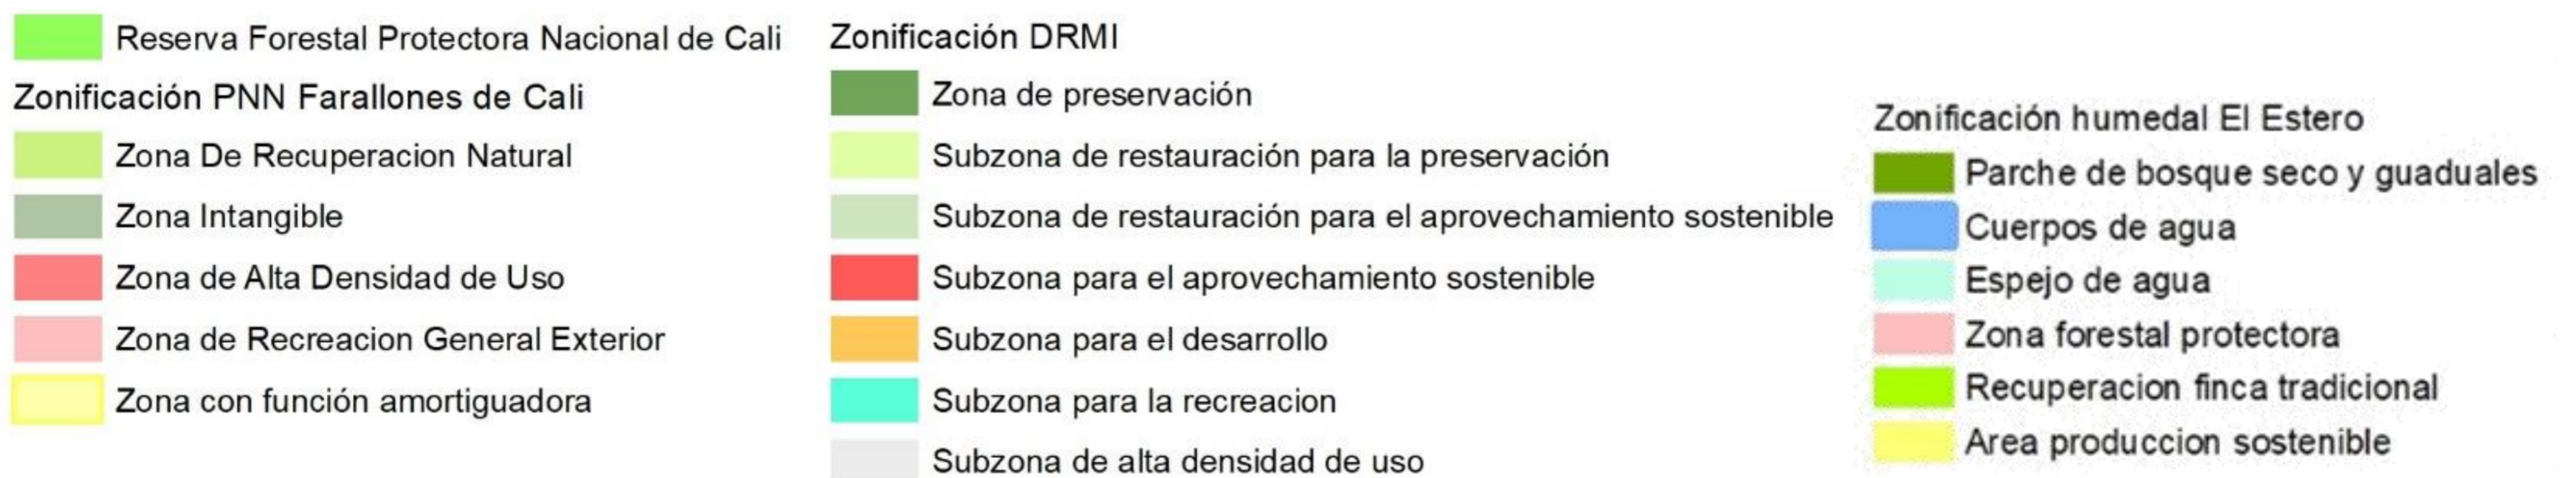 Reserva Forestal Protectora Nacional de Cali
Zonificación PNN Farallones de Cali
Zona De Recuperacion Natural
Zona Intangible
Zona de Alta Densidad de Uso
Zona de Recreacion General Exterior
Zona con función amortiguadora
Zonificación DRMI
Zona de preservación
Subzona de restauración para la preservación
Subzona de restauración para el aprovechamiento sostenible
Subzona para el aprovechamiento sostenible
Subzona para el desarrollo
Subzona para la recreacion
Subzona de alta densidad de uso
Zonificación humedal El Estero
Parche de bosque seco y guaduales
Cuerpos de agua
Espejo de agua
Zona forestal protectora
Recuperacion finca tradicional
Area produccion sostenible